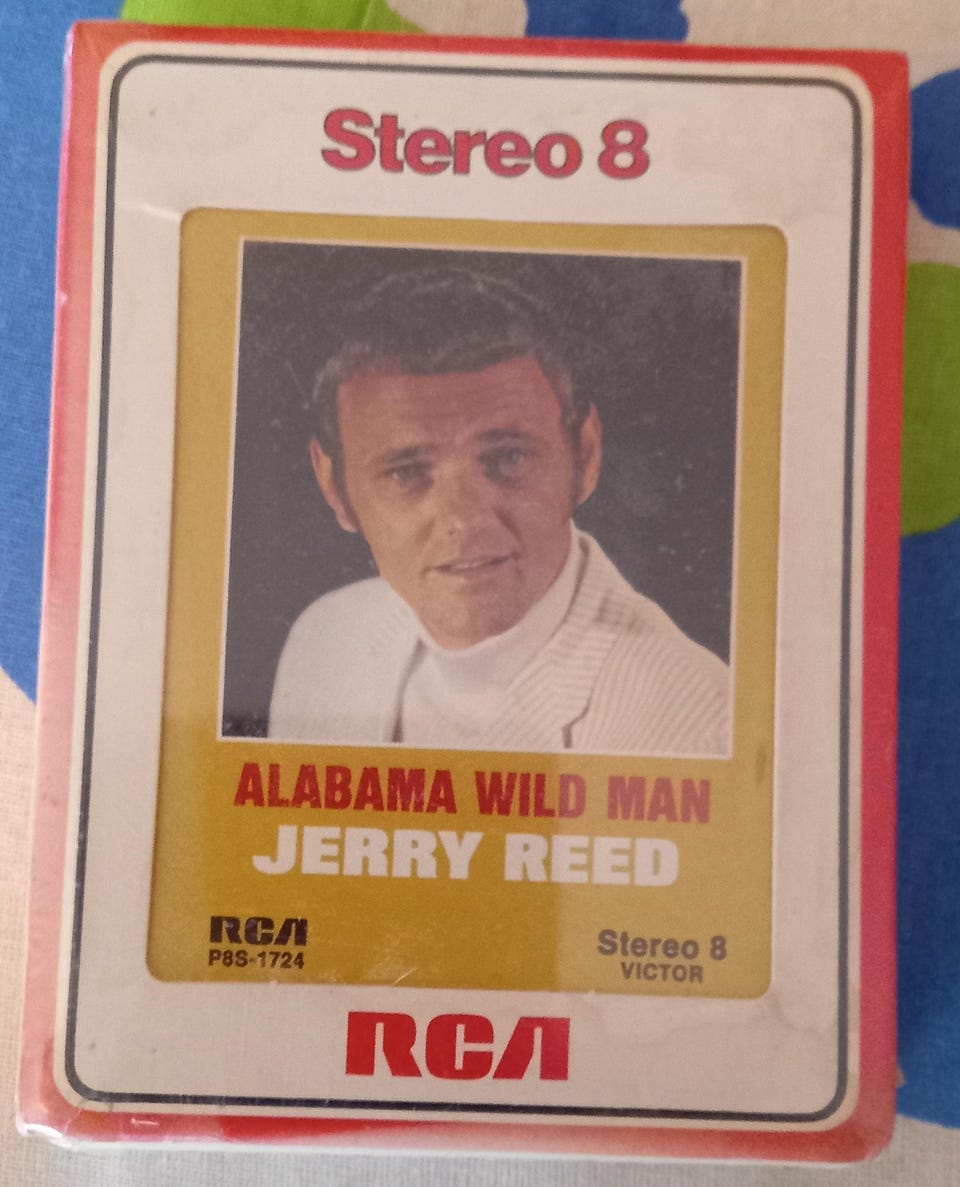 Stereo 8
ALABAMA WILD MAN
JERRY REED
RCA
P8S-1724
Stereo 8
VICTOR
RCA